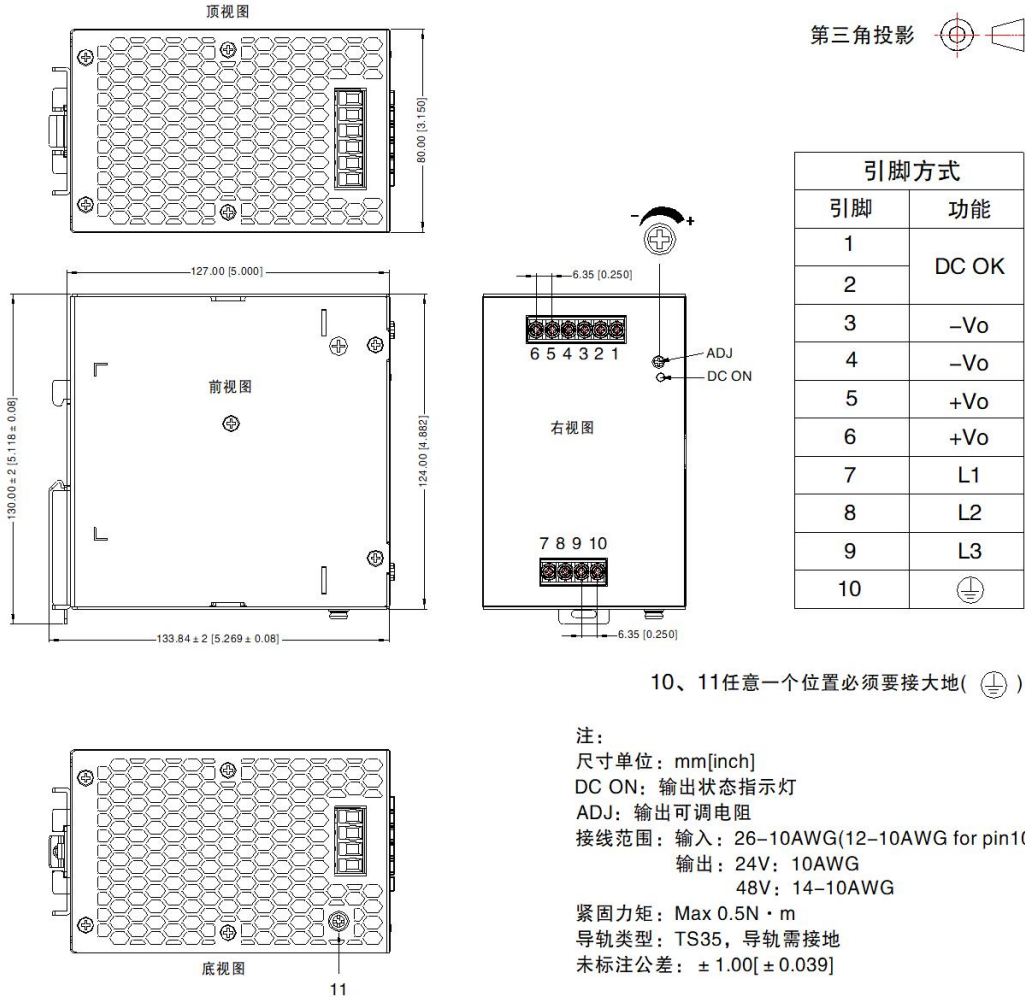 顶视图
第三角投影
80.00 [3.150]
127.00 [5.000]
130.00 ± 2 [5.118 ± 0.08]
前视图
124.00 [4.882]
133.84 ± 2 [5.269 ± 0.08]
- +
6.35 [0.250]
6 5 4 3 2 1
ADJ
DC ON
右视图
7 8 9 10
6.35 [0.250]
引脚方式
引脚 功能
1 DC OK
2
3 –Vo
4 –Vo
5 +Vo
6 +Vo
7 L1
8 L2
9 L3
10
10、11任意一个位置必须要接大地( )
注：
尺寸单位：mm[inch]
DC ON：输出状态指示灯
ADJ：输出可调电阻
接线范围：输入：26–10AWG(12–10AWG for pin10
输出：24V：10AWG
48V：14–10AWG
紧固力矩：Max 0.5N·m
导轨类型：TS35，导轨需接地
未标注公差：± 1.00[± 0.039]
底视图
11